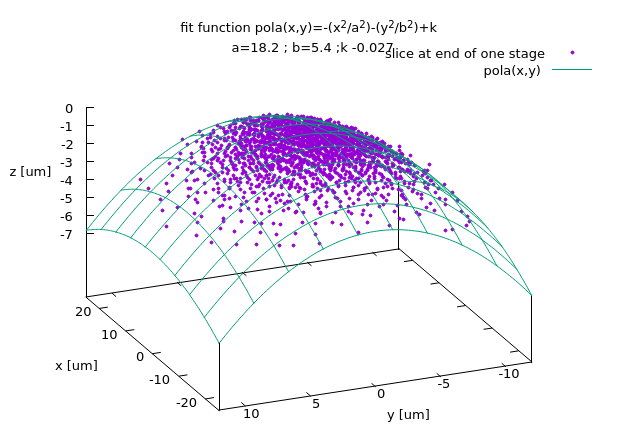 fit function pola(x,y)=-(x²/a²)-(y²/b²)+k
a=18.2 ; b=5.4 ;k -0.027
slice at end of one stage
pola(x,y)
0
-1
-2
-3
z [um]
-4
-5
-6
-7
20
10
0
-10
-20
x [um]
10
5
0
-5
-10
y [um]